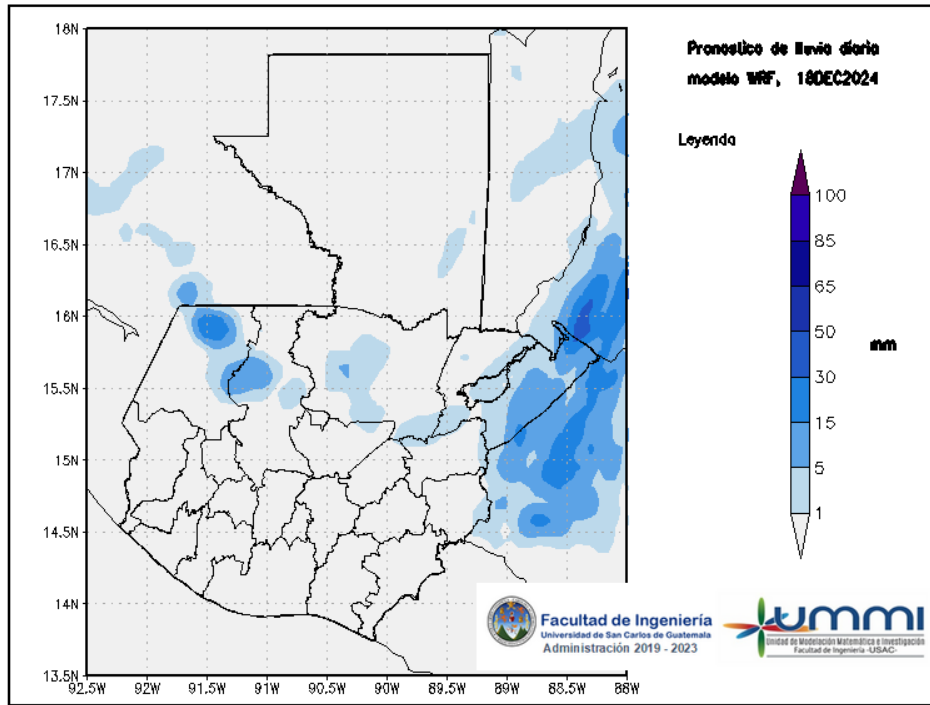 18N
17.5N
17N
16.5N
16N
15.5N
15N
14.5N
14N
13.5N
92.5W
92W
91.5W
91W
90.5W
90W
89.5W
89W
88.5W
88W
Pronostico de lluvia diaria
modelo WRF, 18DEC2024
Leyenda
100
85
65
50
30
15
5
1
mm
Facultad de Ingeniería
Universidad de San Carlos de Guatemala
Administración 2019 - 2023
ummi
Unidad de Modelación Matemática e Investigación
Facultad de Ingeniería -USAC-